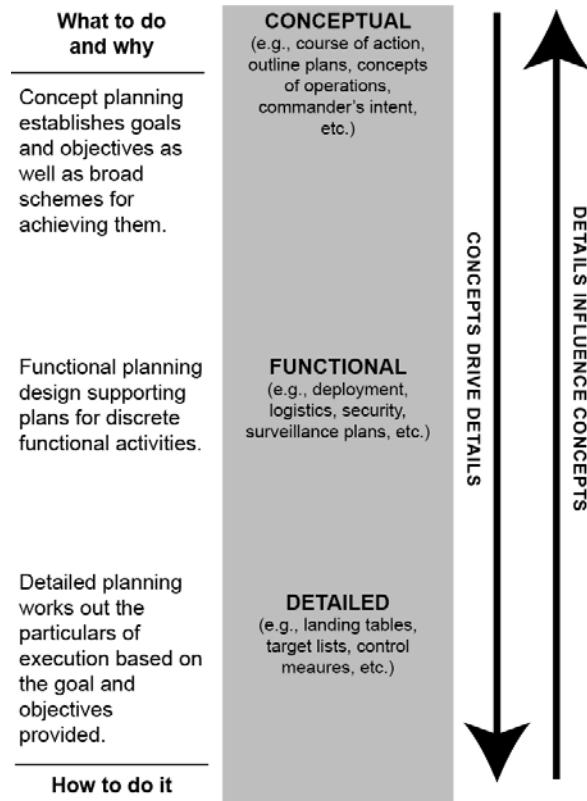 What to do
and why
Concept planning
establishes goals
and objectives as
well as broad
schemes for
achieving them.
Functional planning
design supporting
plans for discrete
functional activities.
Detailed planning
works out the
particulars of
execution based on
the goal and
objectives
provided.
How to do it
CONCEPTUAL
(e.g., course of action,
outline plans, concepts
of operations,
commander’s intent,
etc.)
FUNCTIONAL
(e.g., deployment,
logistics, security,
surveillance plans, etc.)
DETAILED
(e.g., landing tables,
target lists, control
meaures, etc.)
CONCEPTS DRIVE DETAILS
DETAILS INFLUENCE CONCEPTS